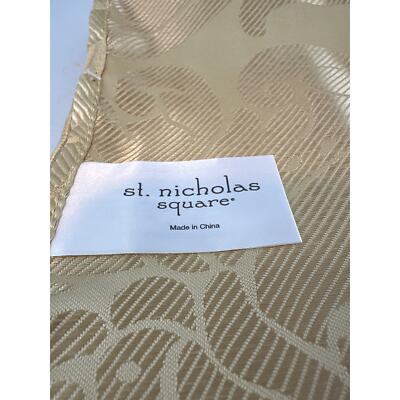 st. nicholas
square®
Made in China